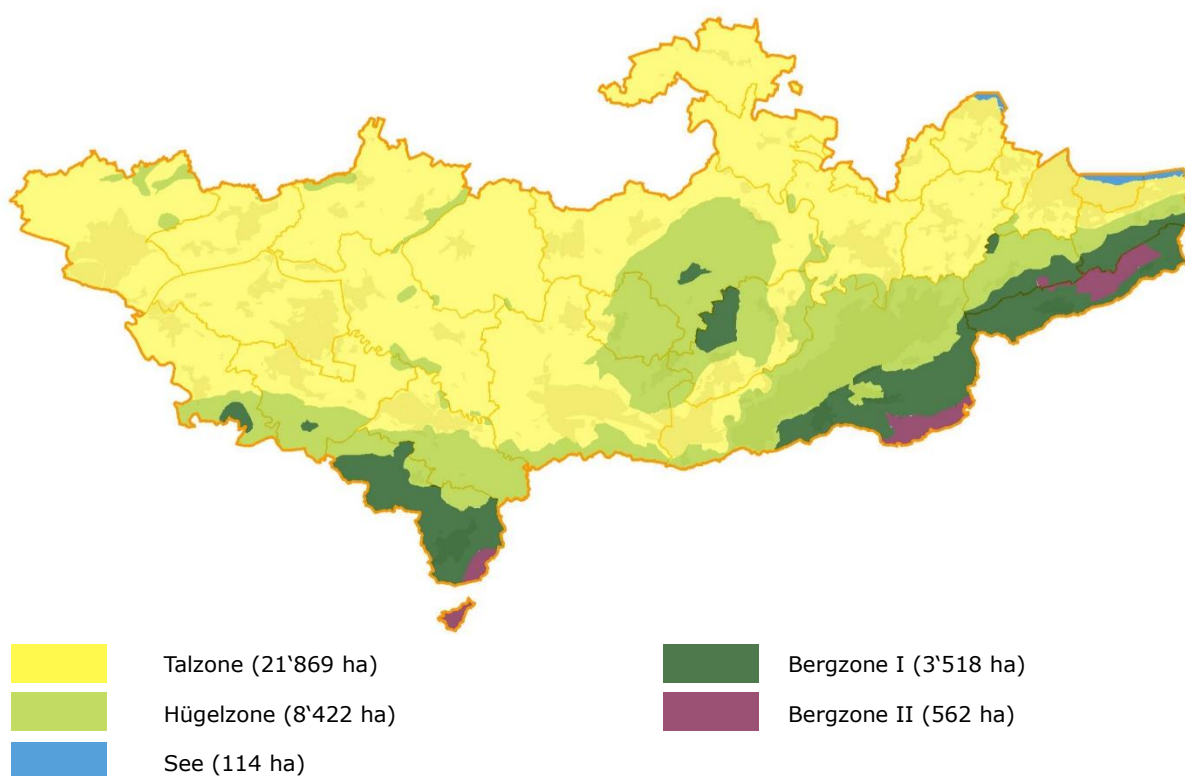 Talzone (21‘869 ha)
Hügelzone (8‘422 ha)
See (114 ha)
Bergzone I (3‘518 ha)
Bergzone II (562 ha)